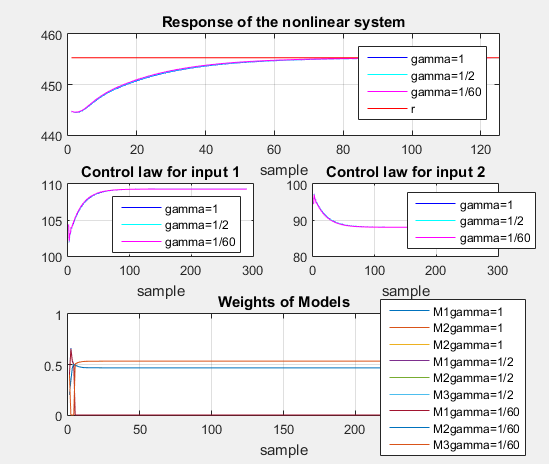 Response of the nonlinear system
460
450
440
0 20 40 60 80 100 120
sample
gamma=1
gamma=1/2
gamma=1/60
r
Control law for input 1
110
105
100
0 100 200 300
sample
gamma=1
gamma=1/2
gamma=1/60
Control law for input 2
100
90
80
0 100 200 300
sample
gamma=1
gamma=1/2
gamma=1/60
Weights of Models
1
0.5
0
0 50 100 150 200
sample
M1gamma=1
M2gamma=1
M2gamma=1
M1gamma=1/2
M2gamma=1/2
M3gamma=1/2
M1gamma=1/60
M2gamma=1/60
M3gamma=1/60